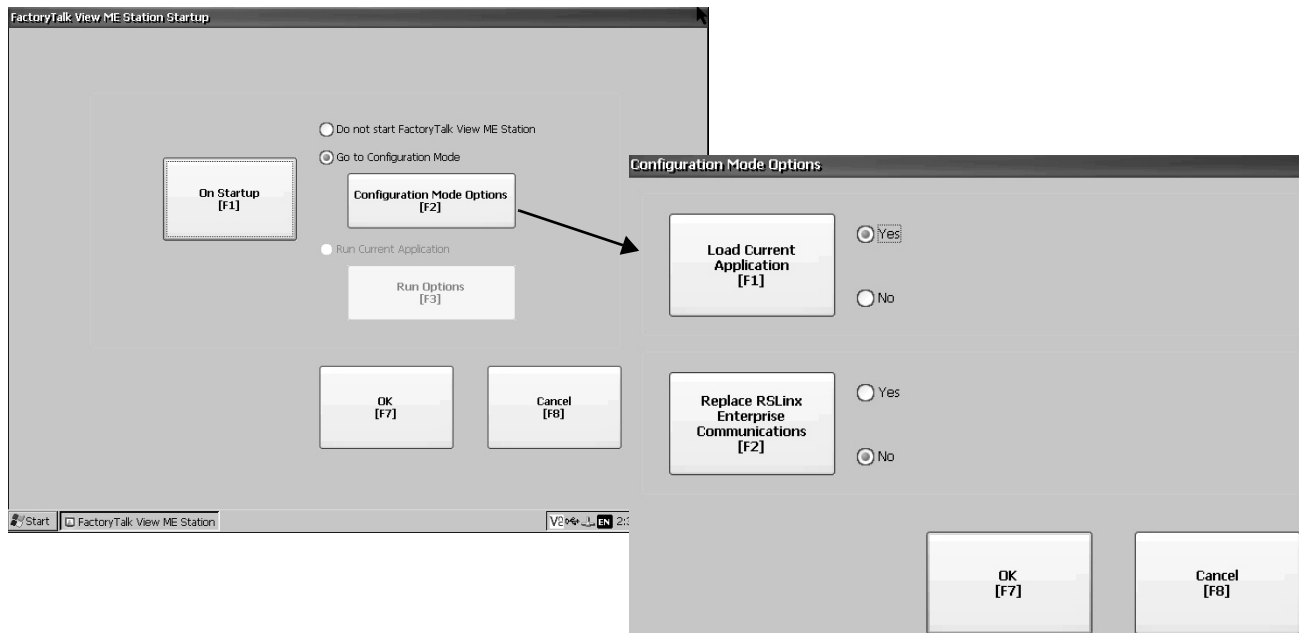 FactoryTalk View ME Station Startup
Do not start FactoryTalk View ME Station
Go to Configuration Mode
On Startup
[F1]
Configuration Mode Options
[F2]
Run Current Application
Run Options
[F3]
OK
[F7]
Cancel
[F8]
Start
FactoryTalk View ME Station
EN
Configuration Mode Options
Load Current
Application
[F1]
Yes
No
Replace RSLinx
Enterprise
Communications
[F2]
Yes
No
OK
[F7]
Cancel
[F8]